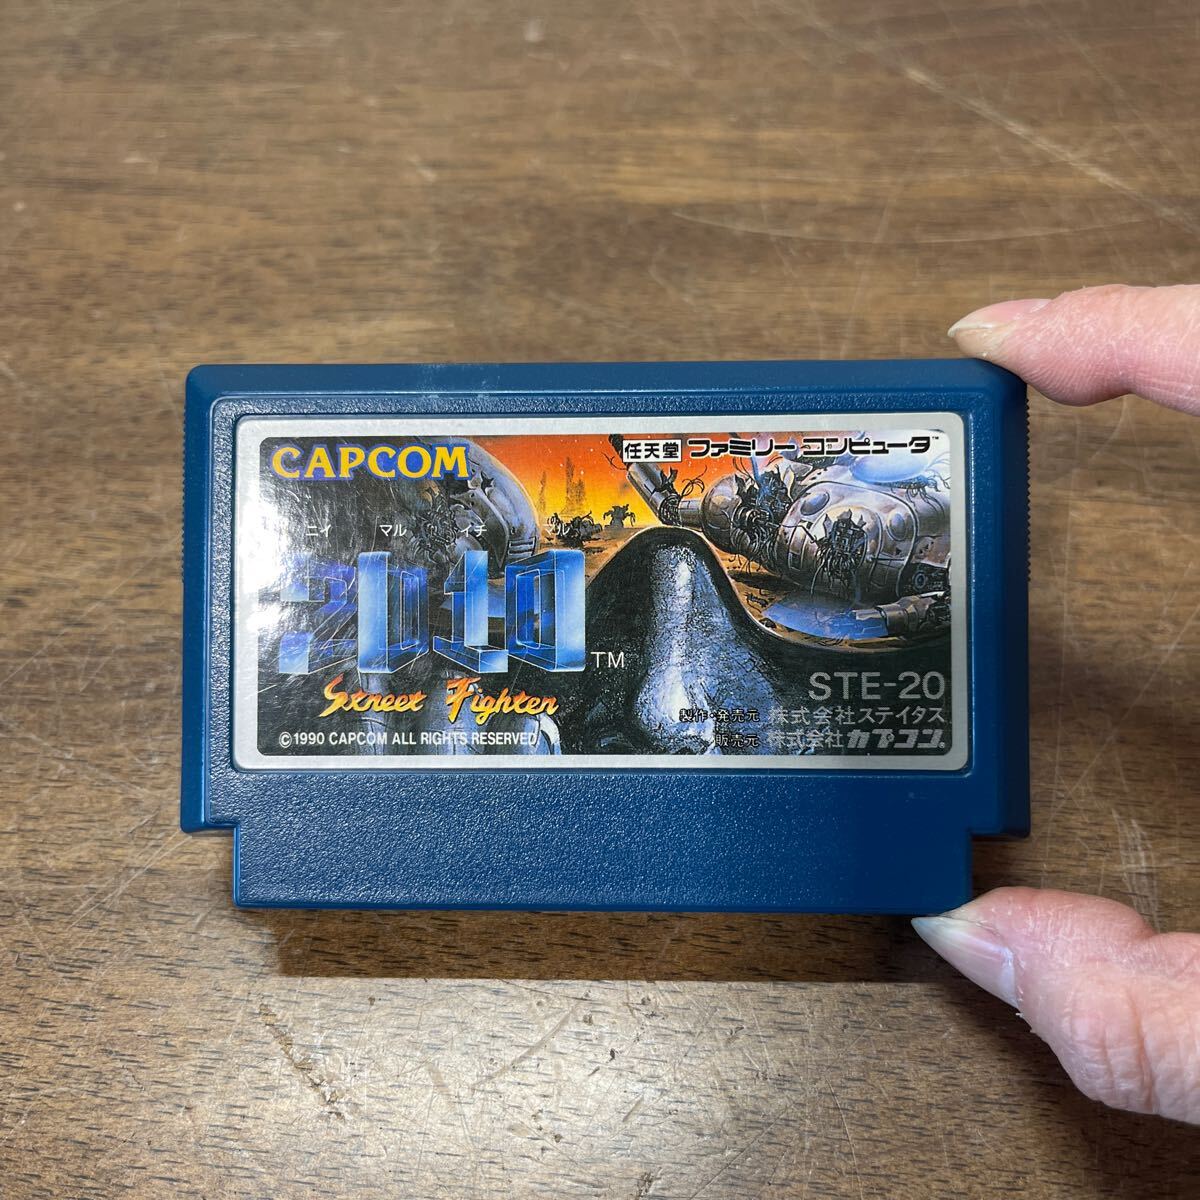 CAPCOM
任天堂 ファミリーコンピュータ™
ニイ マル イチ マル
2010™
Street Fighter
©1990 CAPCOM ALL RIGHTS RESERVED
STE-20
製作・発売元 株式会社ステイタス
販売元 株式会社カプコン